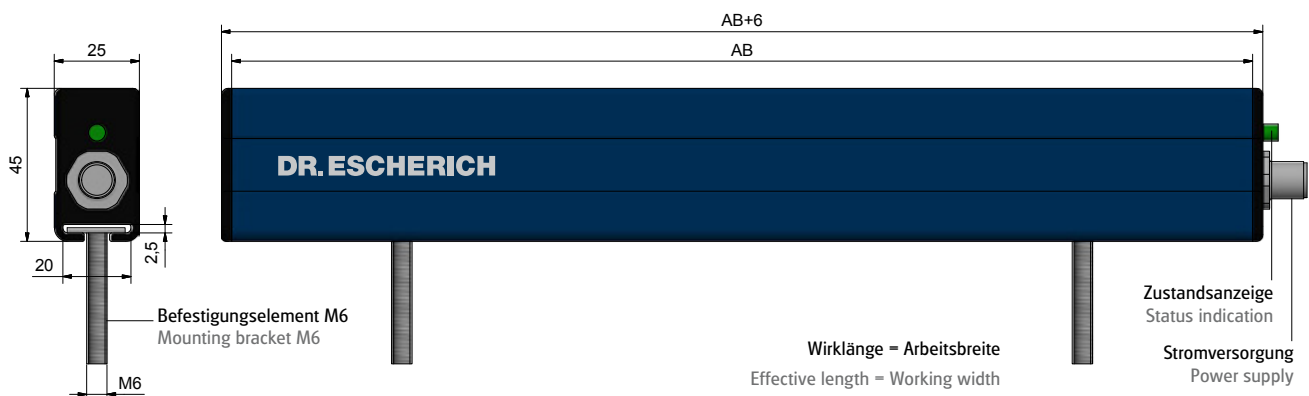 AB+6
25
AB
45
DR. ESCHERICH
2,5
20
Befestigungselement M6
Mounting bracket M6
M6
Wirklänge = Arbeitsbreite
Effective length = Working width
Zustandsanzeige
Status indication
Stromversorgung
Power supply